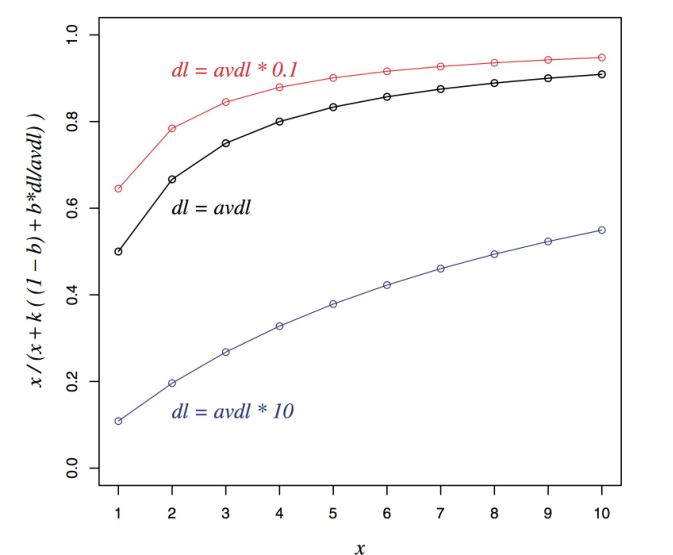 x / (x + k ( (1 − b) + b*dl/avdl) )
1.0
0.8
0.6
0.4
0.2
0.0
dl = avdl * 0.1
dl = avdl
dl = avdl * 10
1 2 3 4 5 6 7 8 9 10
x